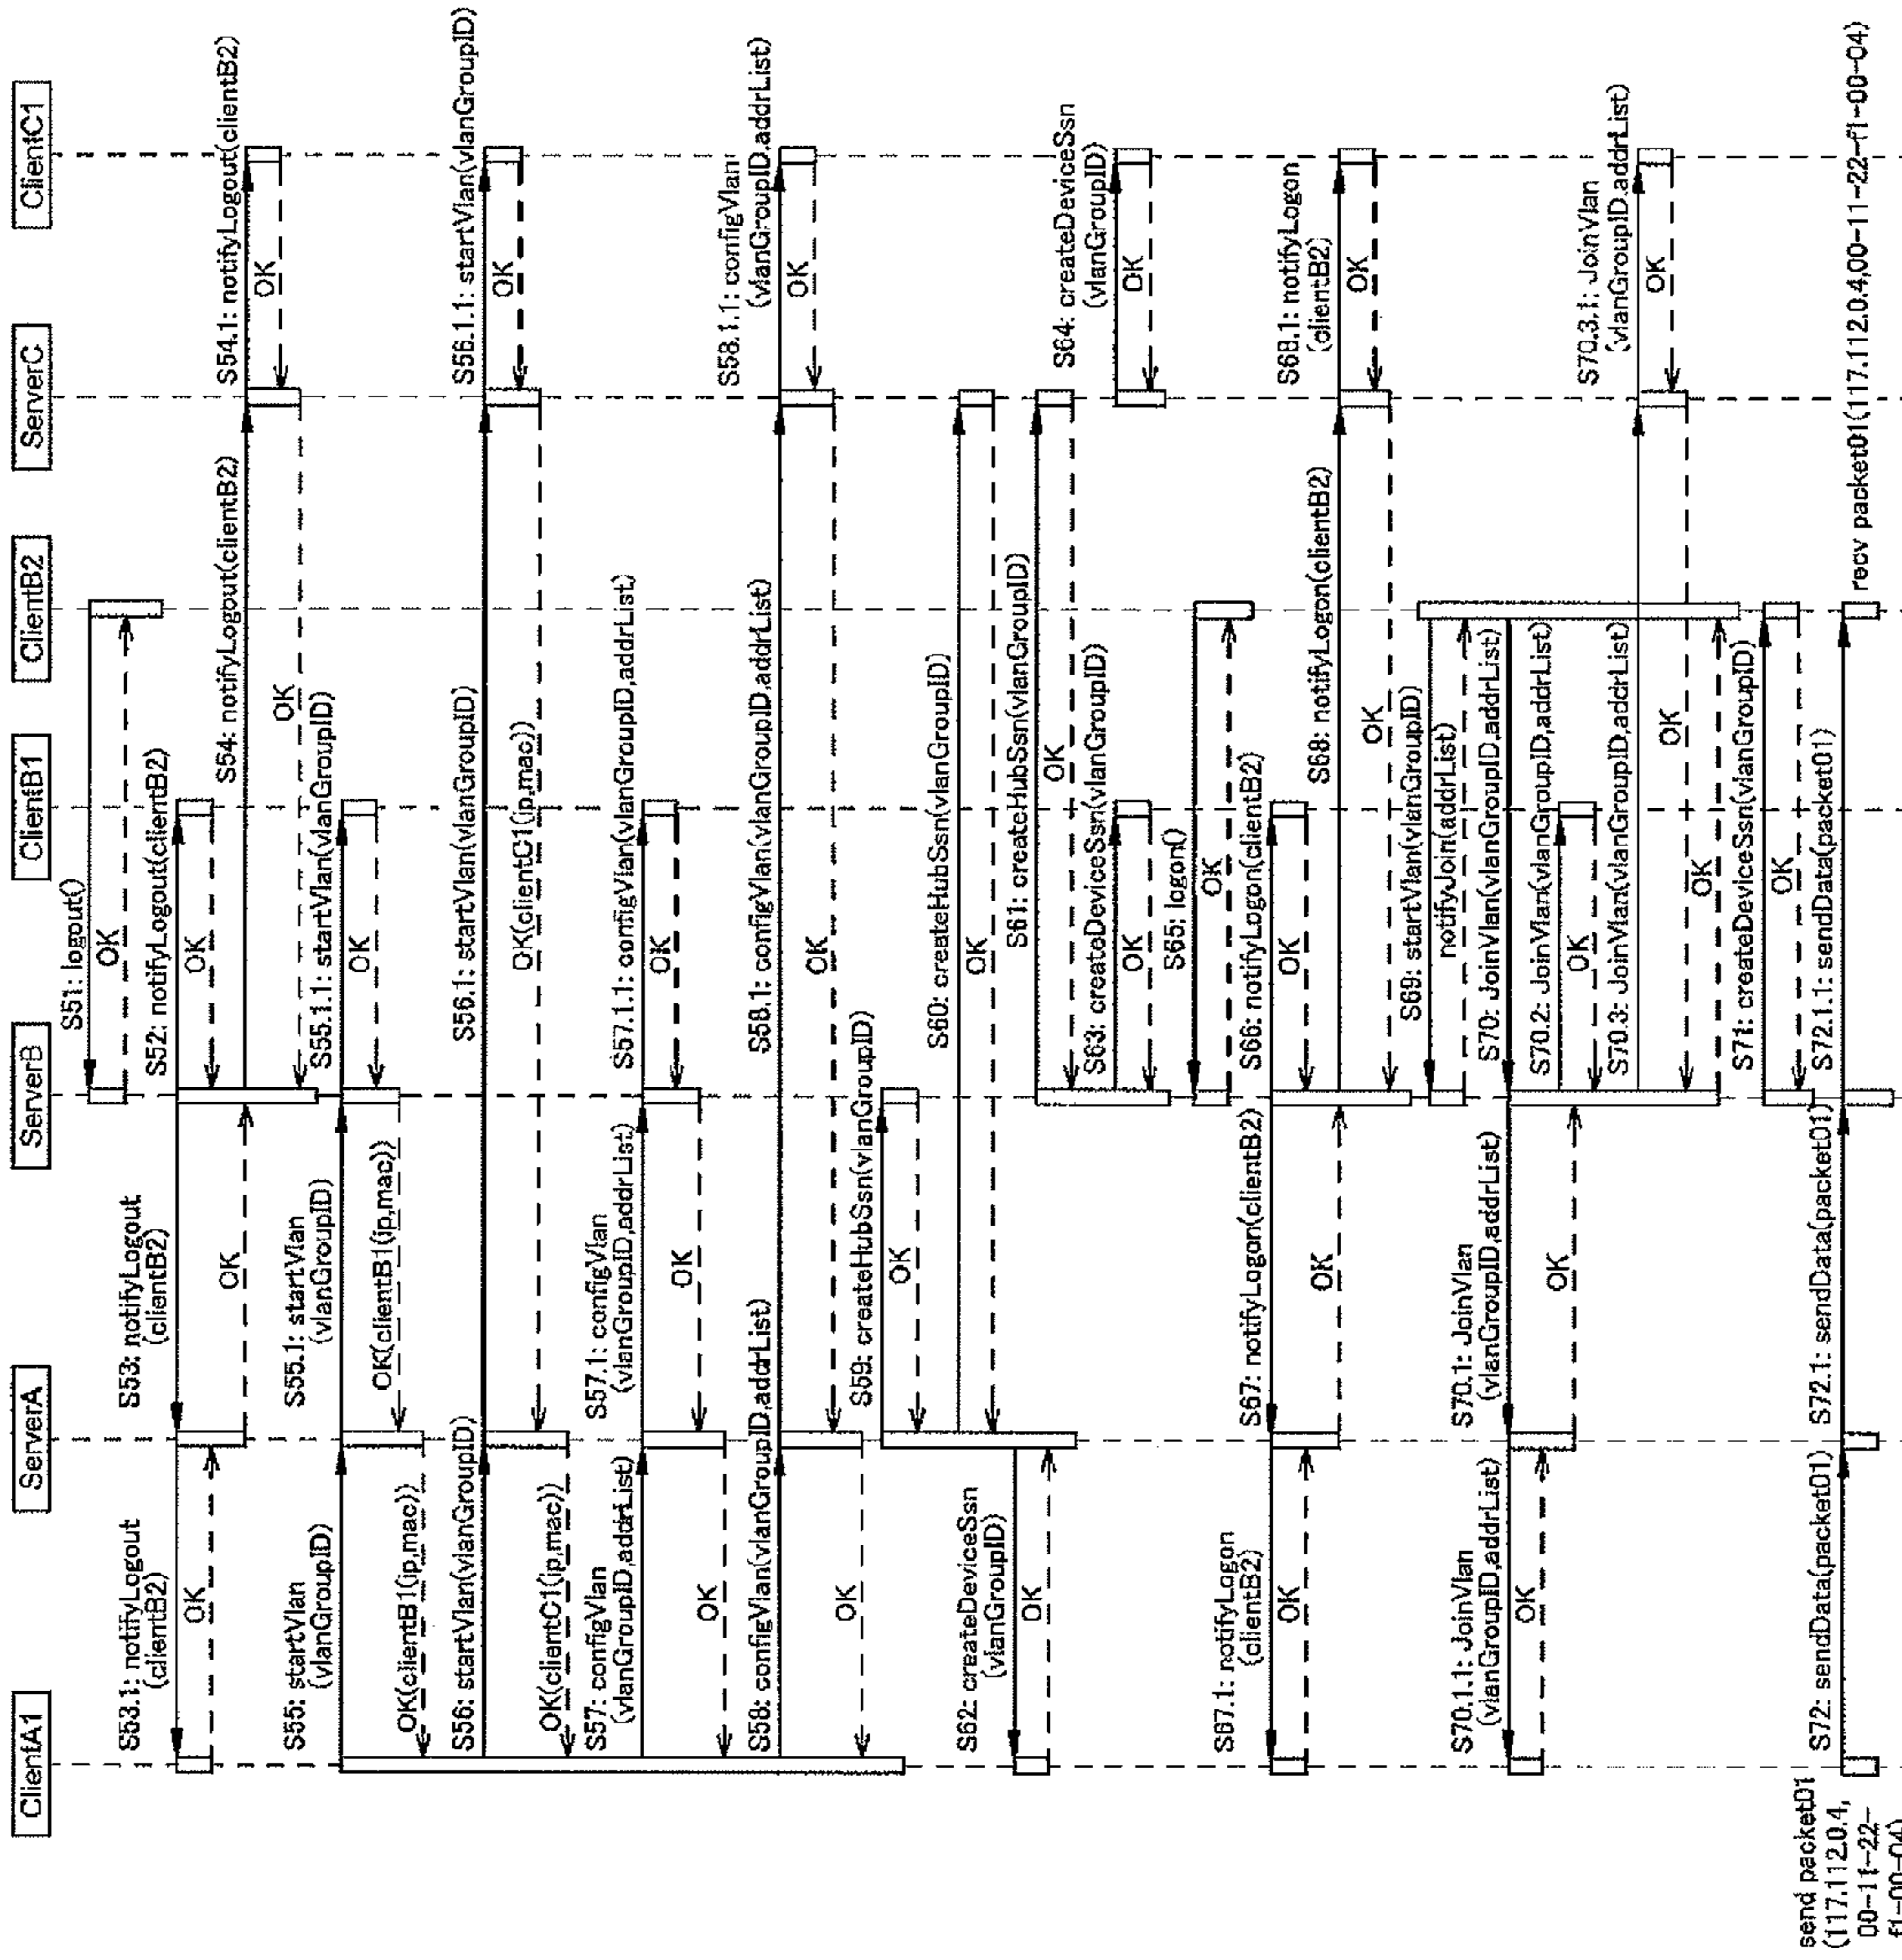 ClientA1
ServerA
ServerB
ClientB1
ClientB2
ServerC
ClientC1
S51: logout()
OK
S52: notifyLogout(clientB2)
OK
S53: notifyLogout
(clientB2)
S53.1: notifyLogout
(clientB2)
OK
OK
S54: notifyLogout(clientB2)
S54.1: notifyLogout(clientB2)
OK
OK
S55: startVlan
(vlanGroupID)
S55.1: startVlan
(vlanGroupID)
S55.1.1: startVlan(vlanGroupID)
OK
OK(clientB1(ip,mac))
OK(clientB1(ip,mac))
S56: startVlan(vlanGroupID)
S56.1: startVlan(vlanGroupID)
S56.1.1: startVlan(vlanGroupID)
OK
OK(clientC1(ip,mac))
OK(clientC1(ip,mac))
S57: configVlan
(vlanGroupID,addrList)
S57.1: configVlan
(vlanGroupID,addrList)
S57.1.1: configVlan(vlanGroupID,addrList)
OK
OK
OK
S58: configVlan(vlanGroupID,addrList)
S58.1: configVlan(vlanGroupID,addrList)
S58.1.1: configVlan
(vlanGroupID,addrList)
OK
OK
OK
S59: createHubSsn(vlanGroupID)
OK
S60: createHubSsn(vlanGroupID)
OK
S61: createHubSsn(vlanGroupID)
OK
S62: createDeviceSsn
(vlanGroupID)
OK
S63: createDeviceSsn(vlanGroupID)
OK
S64: createDeviceSsn
(vlanGroupID)
OK
S65: logon()
OK
S66: notifyLogon(clientB2)
OK
S67: notifyLogon(clientB2)
S67.1: notifyLogon
(clientB2)
OK
OK
S68: notifyLogon(clientB2)
S68.1: notifyLogon
(clientB2)
OK
OK
S69: startVlan(vlanGroupID)
notifyJoin(addrList)
S70: JoinVlan(vlanGroupID,addrList)
S70.1: JoinVlan
(vlanGroupID,addrList)
S70.1.1: JoinVlan
(vlanGroupID,addrList)
OK
OK
S70.2: JoinVlan(vlanGroupID,addrList)
OK
S70.3: JoinVlan(vlanGroupID,addrList)
S70.3.1: JoinVlan
(vlanGroupID,addrList)
OK
OK
OK
S71: createDeviceSsn(vlanGroupID)
OK
S72: sendData(packet01)
S72.1: sendData(packet01)
S72.1.1: sendData(packet01)
send packet01
(117.112.0.4,
00-11-22-
f1-00-04)
recv packet01(117.112.0.4,00-11-22-f1-00-04)